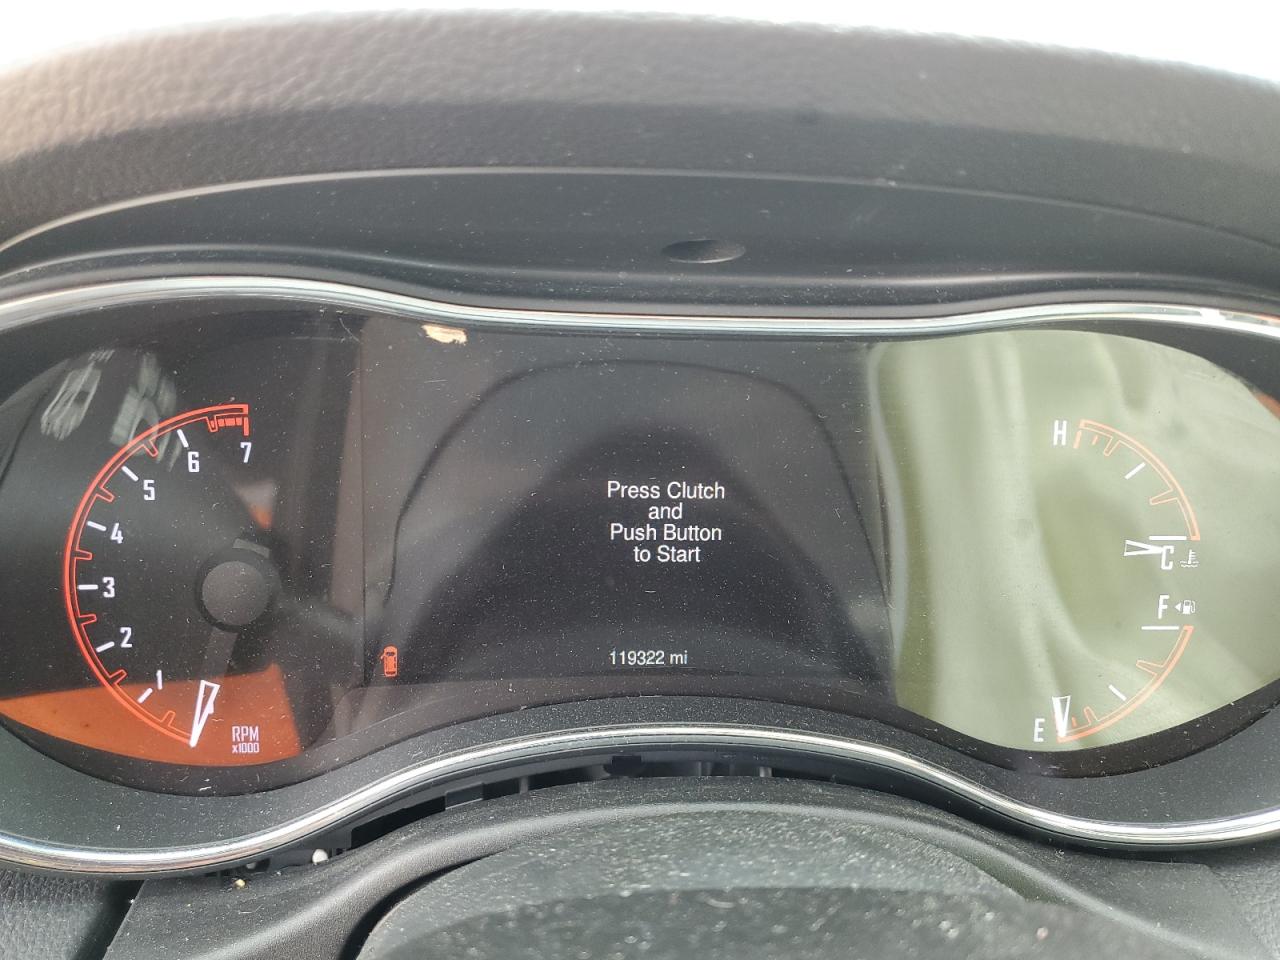 7
6
5
4
3
2
1
RPM
x1000
Press Clutch
and
Push Button
to Start
119322 mi
H
C
F
E